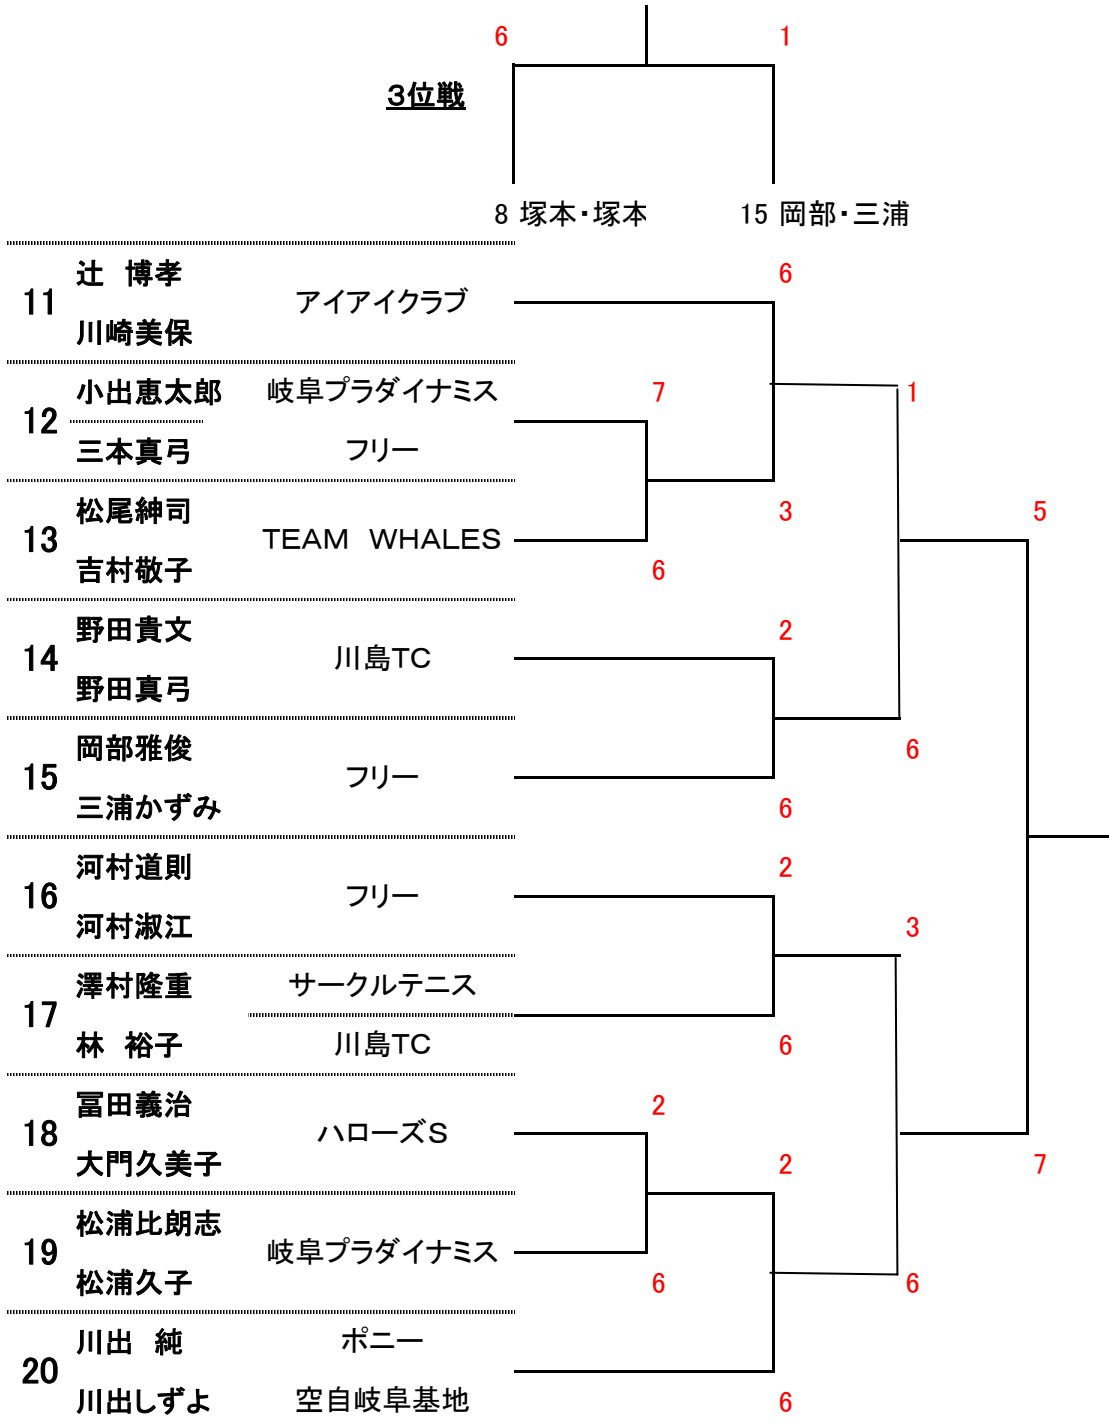 6 1
３位戦
8 塚本・塚本 15 岡部・三浦
辻　博孝 6
11 アイアイクラブ
川崎美保
小出恵太郎 岐阜プラダイナミス 7 1
12
三本真弓 フリー
松尾紳司 3 5
13 TEAM　WHALES
吉村敬子 6
野田貴文 2
14 川島TC
野田真弓
岡部雅俊 6
15 フリー
三浦かずみ 6
河村道則 2
16 フリー
河村淑江 3
澤村隆重 サークルテニス
17
林　裕子 川島TC 6
冨田義治 2
18 ハローズS
大門久美子 2 7
松浦比朗志
19 岐阜プラダイナミス
松浦久子 6 6
川出　純 ポニー
20
川出しずよ 空自岐阜基地 6